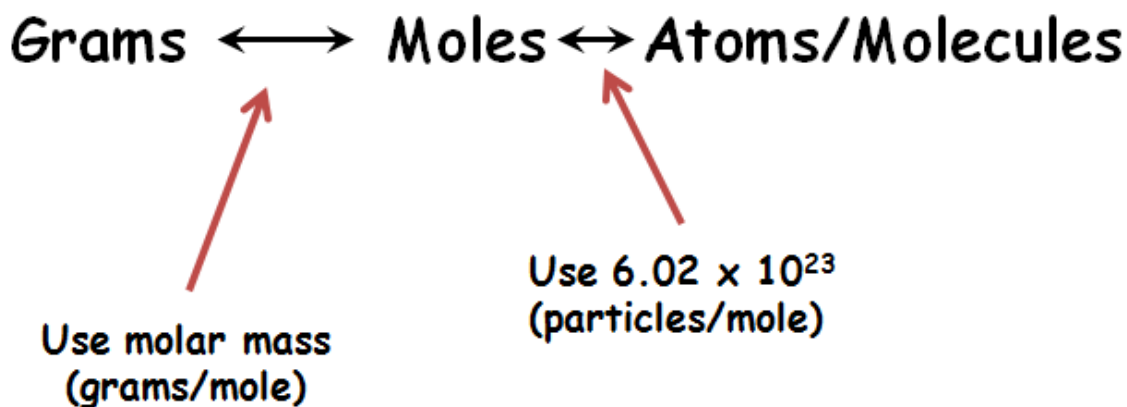 Grams ⟷ Moles ⟷ Atoms/Molecules
Use 6.02 x 10²³
(particles/mole)
Use molar mass
(grams/mole)